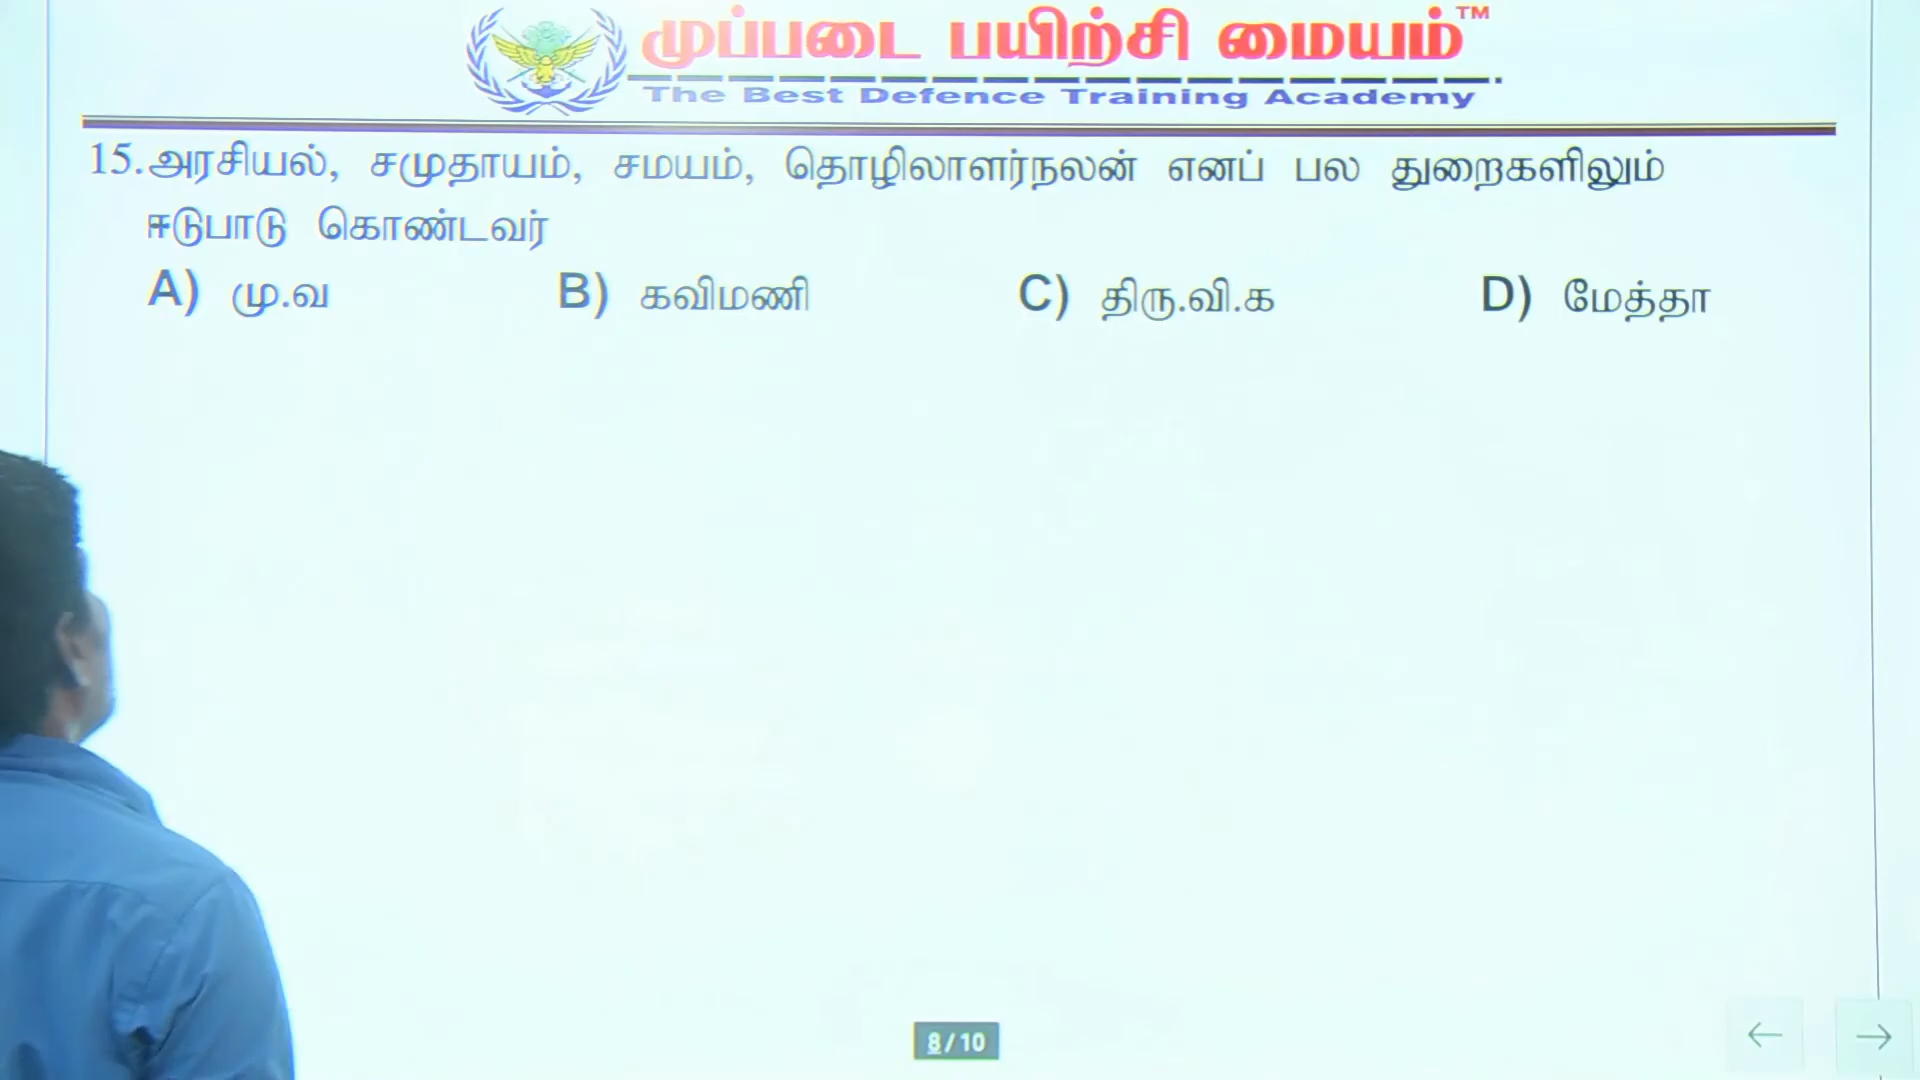 முப்படை பயிற்சி மையம்™
The Best Defence Training Academy
15.அரசியல், சமுதாயம், சமயம், தொழிலாளர்நலன் எனப் பல துறைகளிலும்
ஈடுபாடு கொண்டவர்
A) மு.வ B) கவிமணி C) திரு.வி.க D) மேத்தா
8/10